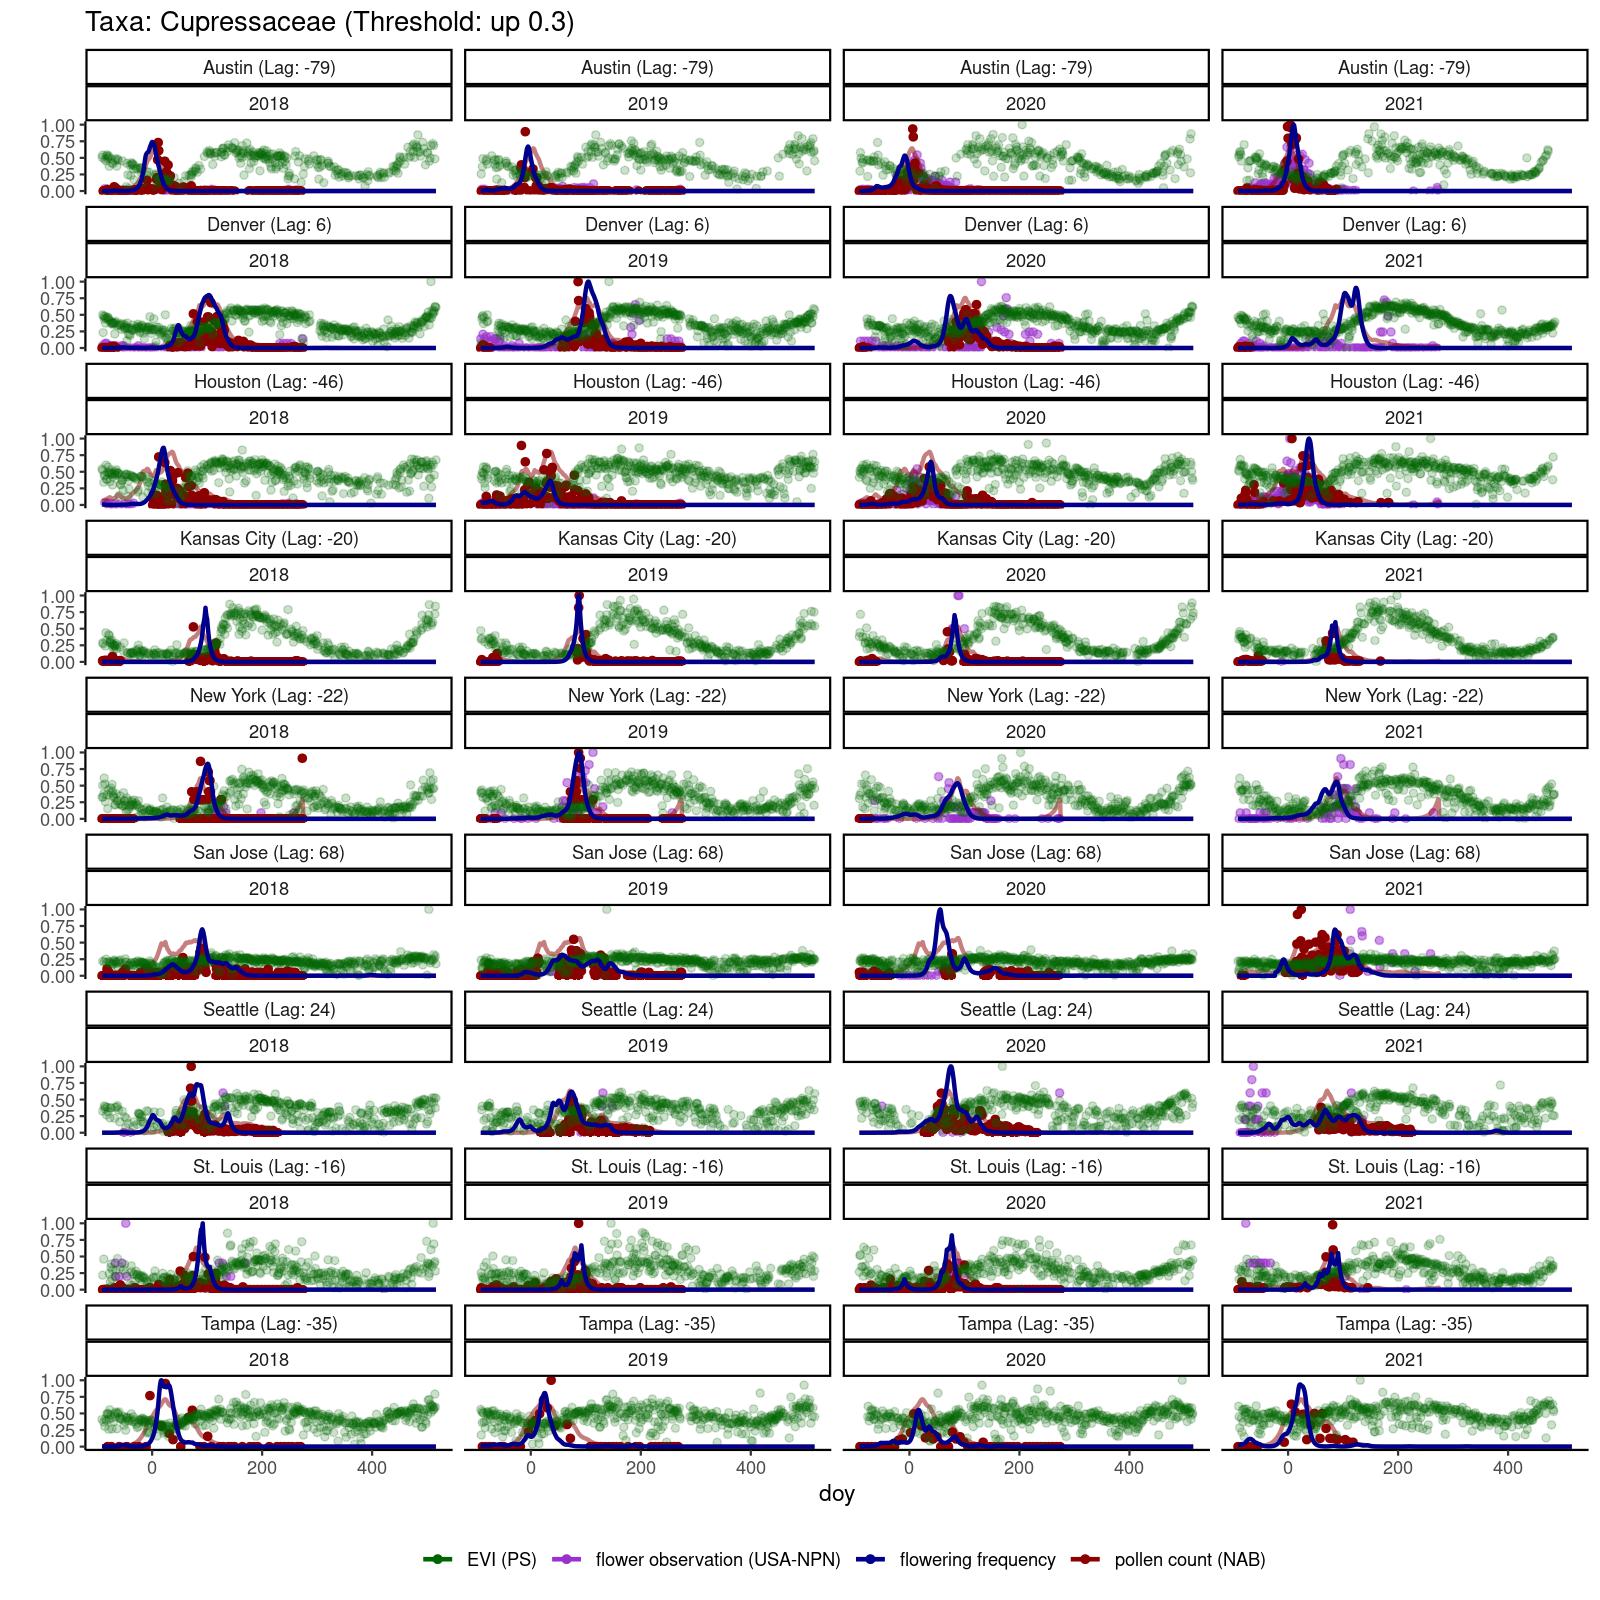 Taxa: Cupressaceae (Threshold: up 0.3)
Austin (Lag: -79) Austin (Lag: -79) Austin (Lag: -79) Austin (Lag: -79)
2018 2019 2020 2021
1.00
0.75
0.50
0.25
0.00
Denver (Lag: 6) Denver (Lag: 6) Denver (Lag: 6) Denver (Lag: 6)
2018 2019 2020 2021
1.00
0.75
0.50
0.25
0.00
Houston (Lag: -46) Houston (Lag: -46) Houston (Lag: -46) Houston (Lag: -46)
2018 2019 2020 2021
1.00
0.75
0.50
0.25
0.00
Kansas City (Lag: -20) Kansas City (Lag: -20) Kansas City (Lag: -20) Kansas City (Lag: -20)
2018 2019 2020 2021
1.00
0.75
0.50
0.25
0.00
New York (Lag: -22) New York (Lag: -22) New York (Lag: -22) New York (Lag: -22)
2018 2019 2020 2021
1.00
0.75
0.50
0.25
0.00
San Jose (Lag: 68) San Jose (Lag: 68) San Jose (Lag: 68) San Jose (Lag: 68)
2018 2019 2020 2021
1.00
0.75
0.50
0.25
0.00
Seattle (Lag: 24) Seattle (Lag: 24) Seattle (Lag: 24) Seattle (Lag: 24)
2018 2019 2020 2021
1.00
0.75
0.50
0.25
0.00
St. Louis (Lag: -16) St. Louis (Lag: -16) St. Louis (Lag: -16) St. Louis (Lag: -16)
2018 2019 2020 2021
1.00
0.75
0.50
0.25
0.00
Tampa (Lag: -35) Tampa (Lag: -35) Tampa (Lag: -35) Tampa (Lag: -35)
2018 2019 2020 2021
1.00
0.75
0.50
0.25
0.00
0 200 400 0 200 400 0 200 400 0 200 400
doy
EVI (PS) flower observation (USA-NPN) flowering frequency pollen count (NAB)